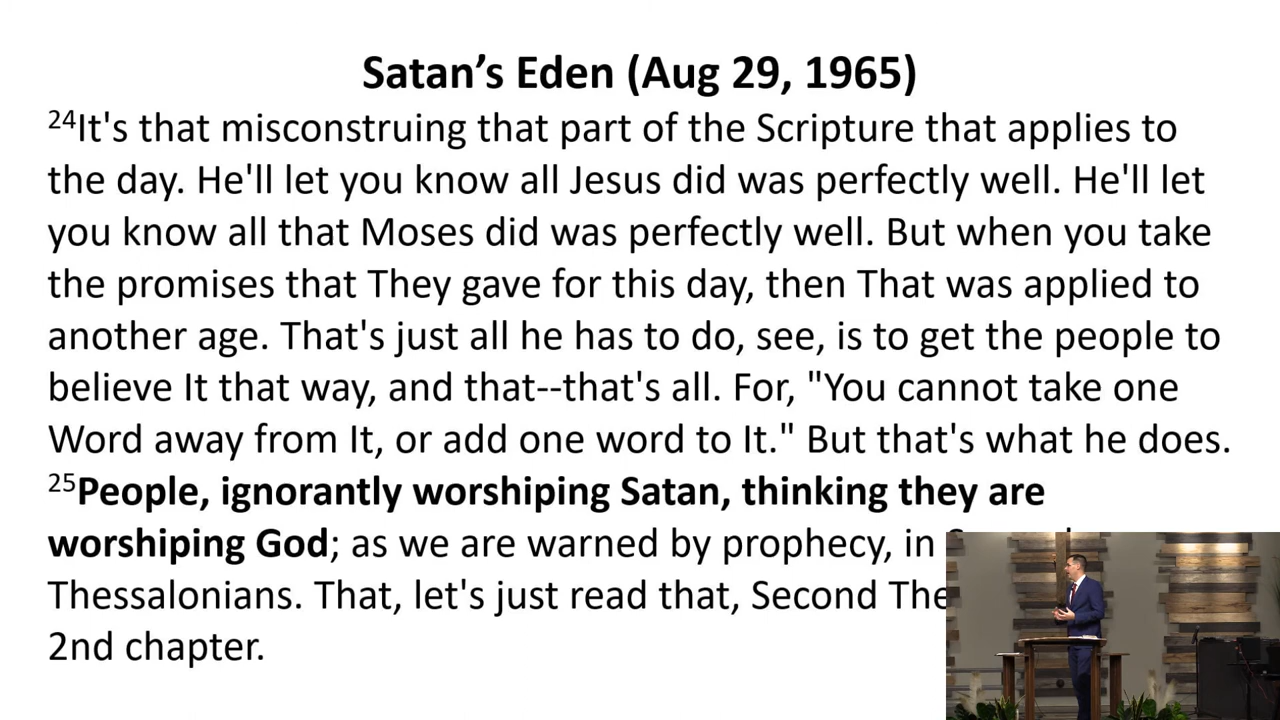 Satan’s Eden (Aug 29, 1965)
24It's that misconstruing that part of the Scripture that applies to
the day. He'll let you know all Jesus did was perfectly well. He'll let
you know all that Moses did was perfectly well. But when you take
the promises that They gave for this day, then That was applied to
another age. That's just all he has to do, see, is to get the people to
believe It that way, and that--that's all. For, "You cannot take one
Word away from It, or add one word to It." But that's what he does.
25People, ignorantly worshiping Satan, thinking they are
worshiping God; as we are warned by prophecy, in
Thessalonians. That, let's just read that, Second
2nd chapter.